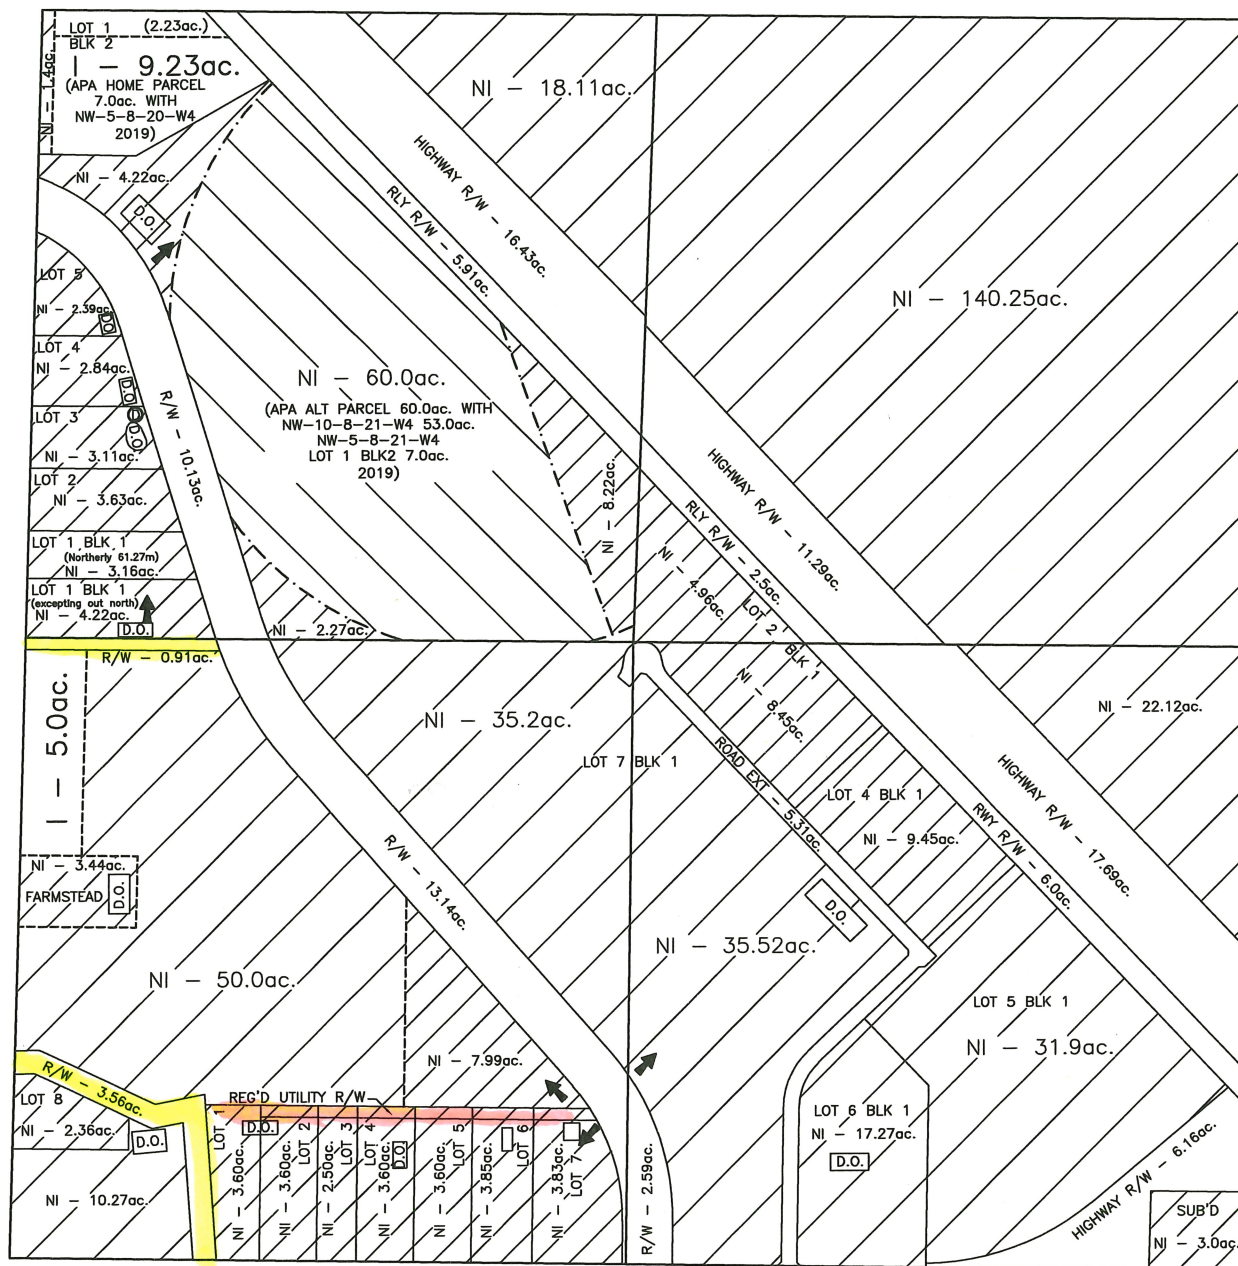 LOT 1 (2.23ac.)
BLK 2
I - 9.23ac.
(APA HOME PARCEL
7.0ac. WITH
NW-5-8-20-W4
2019)
NI - 1.4ac.
NI - 4.22ac.
D.O.
NI - 18.11ac.
HIGHWAY R/W - 16.43ac.
RLY R/W - 5.91ac.
NI - 140.25ac.
LOT 5
NI - 2.39ac.
D.O.
LOT 4
NI - 2.84ac.
D.O.
LOT 3
D.O.
NI - 3.11ac.
LOT 2
NI - 3.63ac.
LOT 1 BLK 1
(Northerly 61.27m)
NI - 3.16ac.
LOT 1 BLK 1
(excepting out north)
NI - 4.22ac.
D.O.
R/W - 10.13ac.
NI - 60.0ac.
(APA ALT PARCEL 60.0ac. WITH
NW-10-8-21-W4 53.0ac.
NW-5-8-21-W4
LOT 1 BLK2 7.0ac.
2019)
NI - 8.22ac.
HIGHWAY R/W - 11.29ac.
RLY R/W - 2.5ac.
NI - 4.96ac.
LOT 2 BLK 1
NI - 8.45ac.
NI - 2.27ac.
R/W - 0.91ac.
I - 5.0ac.
NI - 35.2ac.
LOT 7 BLK 1
ROAD EXT - 5.31ac.
NI - 22.12ac.
HIGHWAY R/W - 17.69ac.
RWY R/W - 6.0ac.
LOT 4 BLK 1
NI - 9.45ac.
NI - 3.44ac.
FARMSTEAD
D.O.
R/W - 13.14ac.
D.O.
NI - 35.52ac.
NI - 50.0ac.
LOT 5 BLK 1
NI - 31.9ac.
NI - 7.99ac.
REG'D UTILITY R/W
R/W - 3.56ac.
LOT 8
NI - 2.36ac.
D.O.
NI - 10.27ac.
LOT 1
NI - 3.60ac.
D.O.
LOT 2
NI - 3.60ac.
LOT 3
NI - 2.50ac.
LOT 4
NI - 3.60ac.
D.O.
LOT 5
NI - 3.60ac.
LOT 6
NI - 3.85ac.
LOT 7
NI - 3.83ac.
R/W - 2.59ac.
LOT 6 BLK 1
NI - 17.27ac.
D.O.
HIGHWAY R/W - 6.16ac.
SUB'D
NI - 3.0ac.